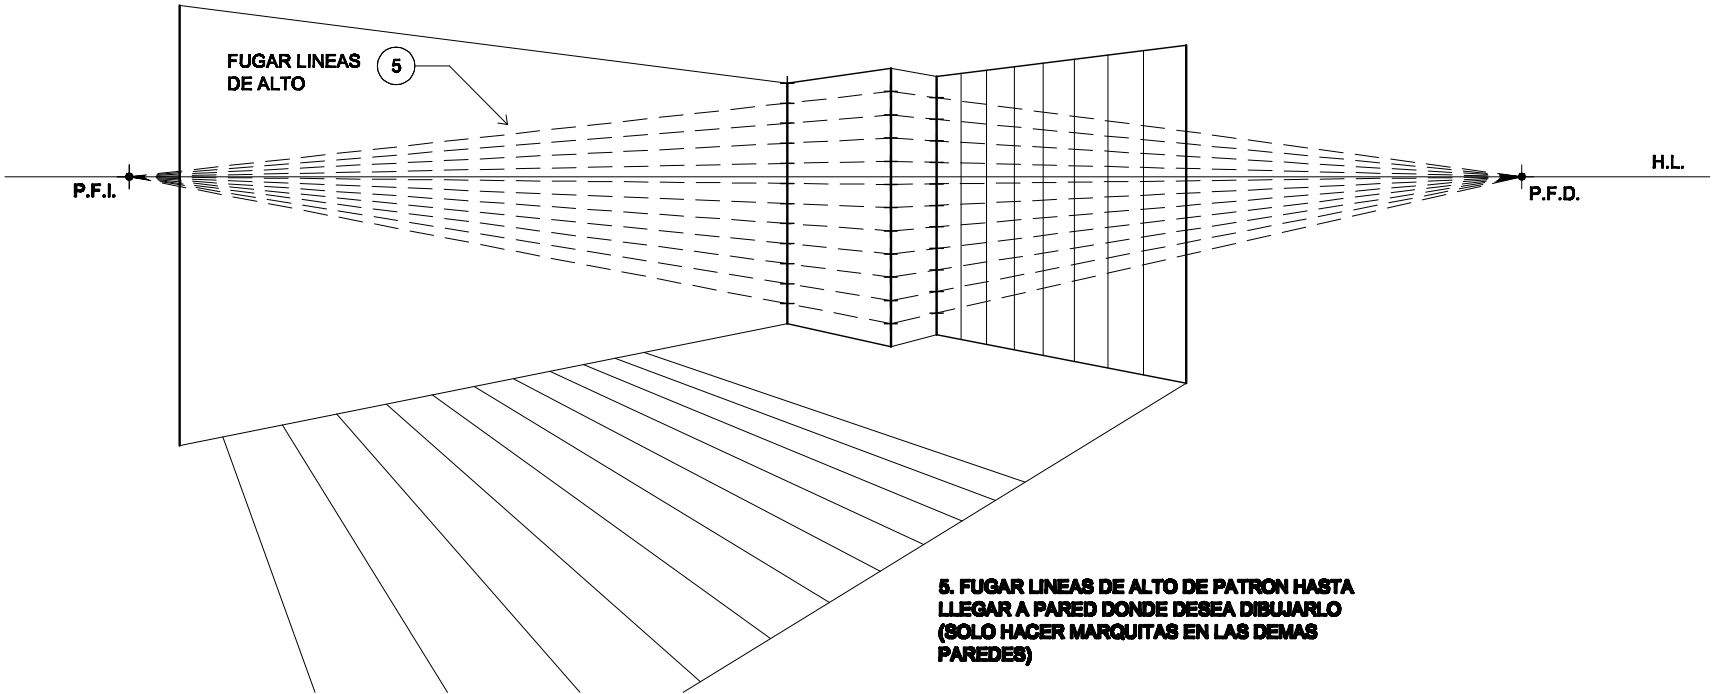 FUGAR LINEAS
DE ALTO
5
H.L.
P.F.I.
P.F.D.
5. FUGAR LINEAS DE ALTO DE PATRON HASTA
LLEGAR A PARED DONDE DESEA DIBUJARLO
(SOLO HACER MARQUITAS EN LAS DEMAS
PAREDES)